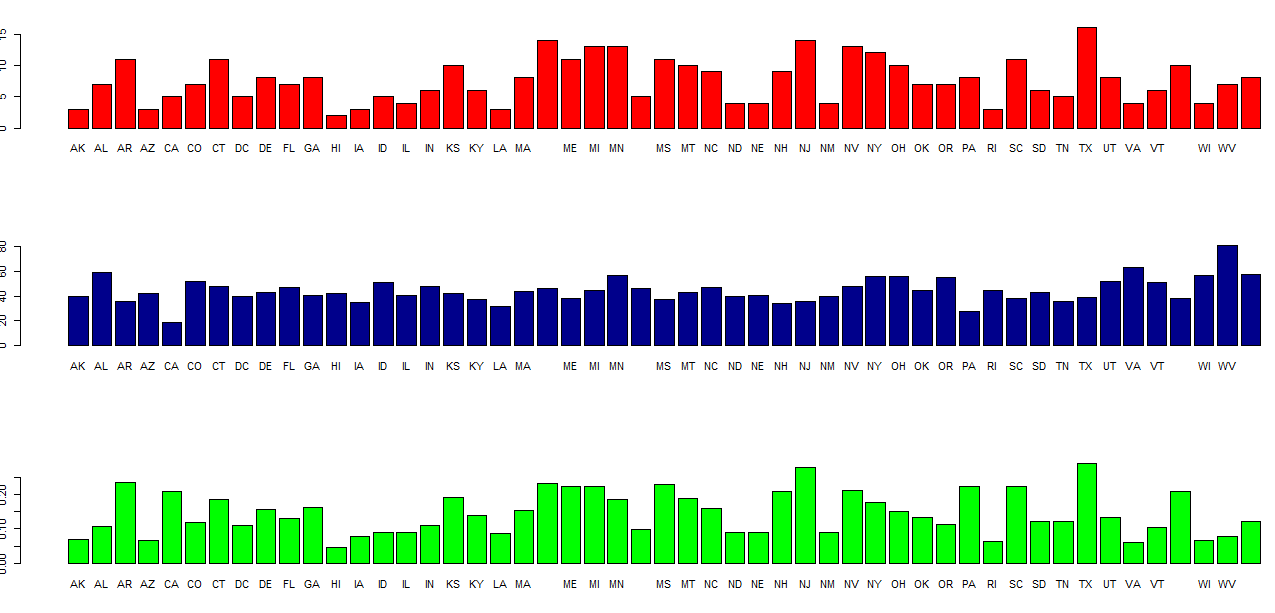 0 5 10 15
AK AL AR AZ CA CO CT DC DE FL GA HI IA ID IL IN KS KY LA MA ME MI MN MS MT NC ND NE NH NJ NM NV NY OH OK OR PA RI SC SD TN TX UT VA VT WI WV
0 20 40 60 80
AK AL AR AZ CA CO CT DC DE FL GA HI IA ID IL IN KS KY LA MA ME MI MN MS MT NC ND NE NH NJ NM NV NY OH OK OR PA RI SC SD TN TX UT VA VT WI WV
0.00 0.10 0.20
AK AL AR AZ CA CO CT DC DE FL GA HI IA ID IL IN KS KY LA MA ME MI MN MS MT NC ND NE NH NJ NM NV NY OH OK OR PA RI SC SD TN TX UT VA VT WI WV